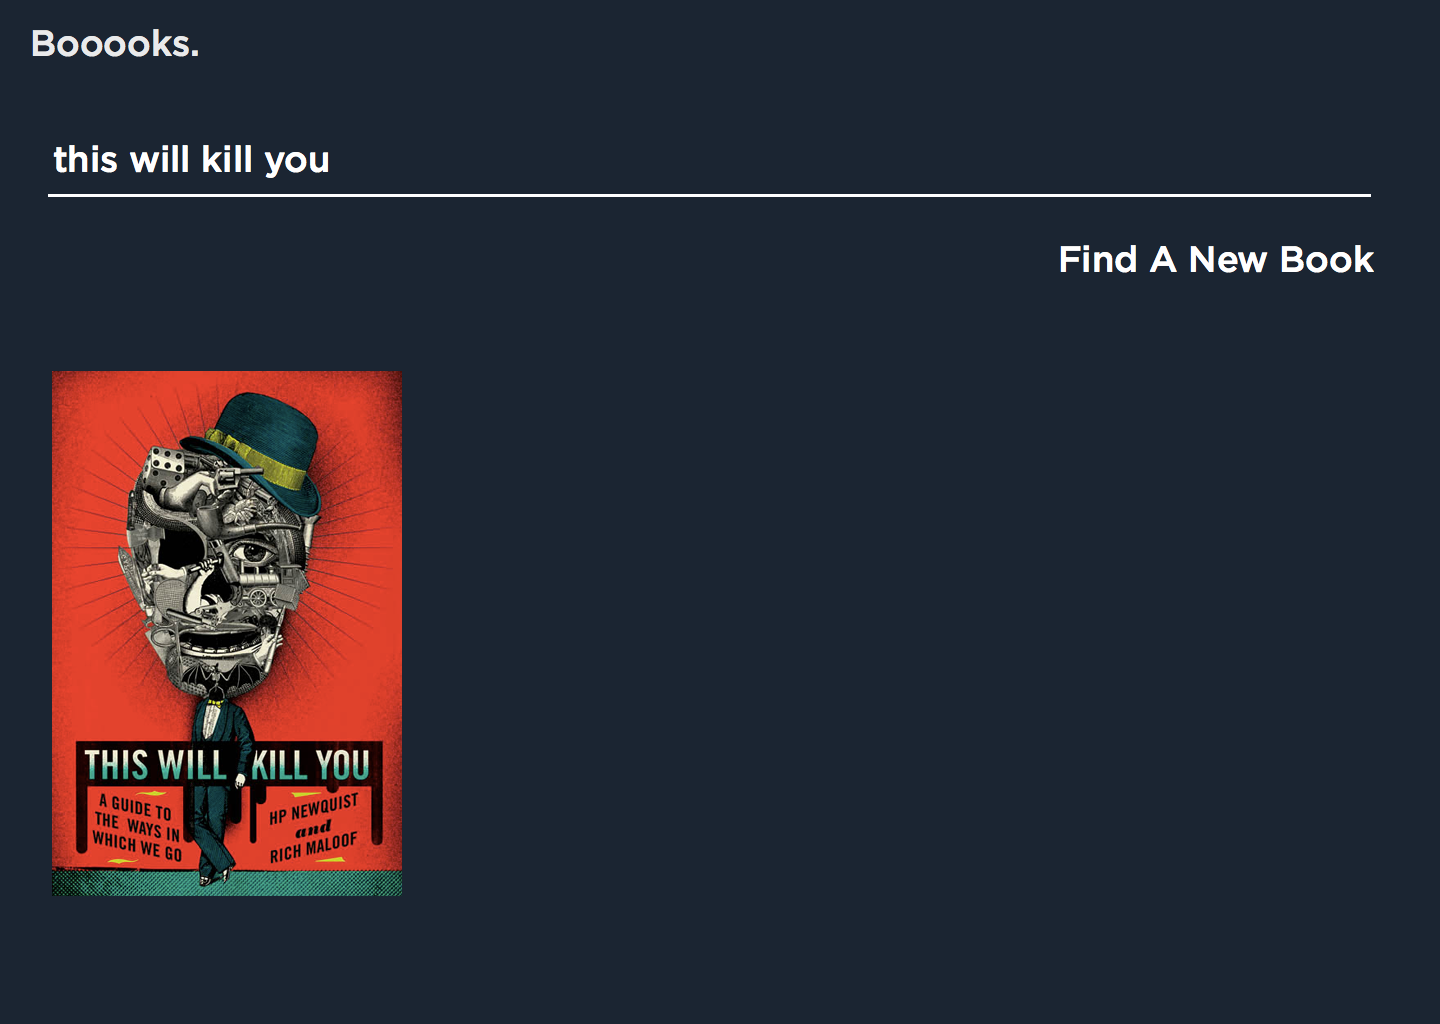 Booooks.
this will kill you
Find A New Book
THIS WILL KILL YOU
A GUIDE TO
THE WAYS IN
WHICH WE GO
HP NEWQUIST
and
RICH MALOOF